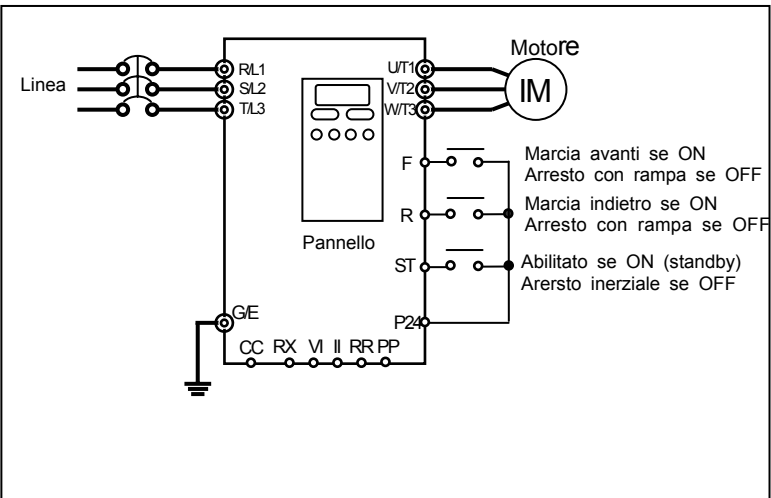 Motore
Linea
R/L1
S/L2
T/L3
U/T1
V/T2
W/T3
IM
F
Marcia avanti se ON
Arresto con rampa se OFF
R
Marcia indietro se ON
Arresto con rampa se OFF
Pannello
ST
Abilitato se ON (standby)
Arersto inerziale se OFF
G/E
P24
CC RX VI II RR PP